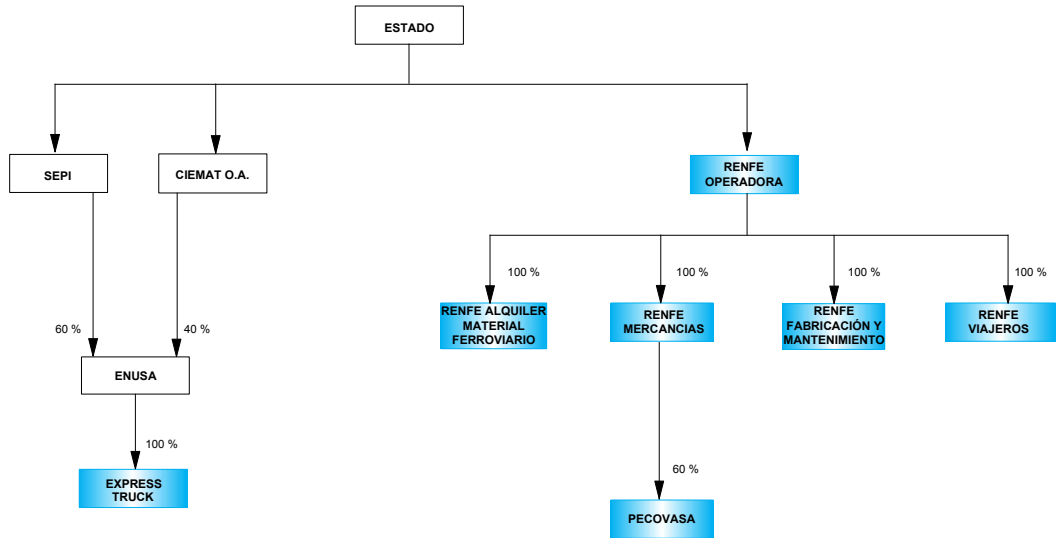 ESTADO
SEPI
CIEMAT O.A.
RENFE
OPERADORA
100 %
100 %
100 %
100 %
RENFE ALQUILER
MATERIAL
FERROVIARIO
RENFE
MERCANCIAS
RENFE
FABRICACIÓN Y
MANTENIMIENTO
RENFE
VIAJEROS
60 %
40 %
ENUSA
100 %
60 %
EXPRESS
TRUCK
PECOVASA